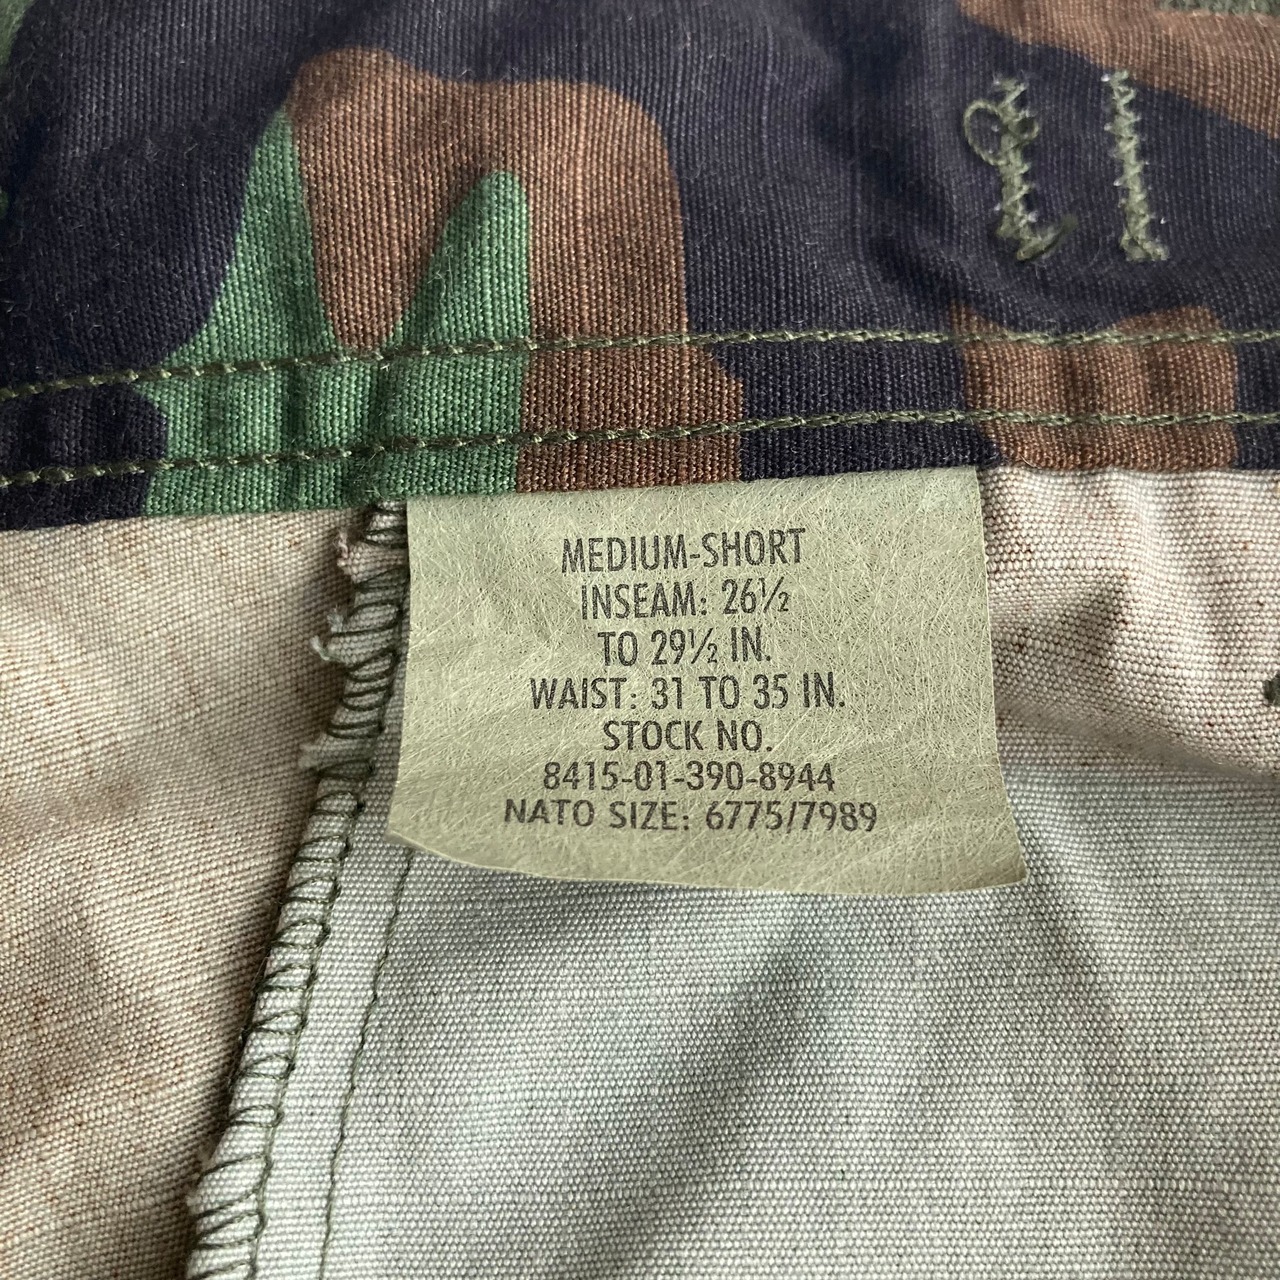 MEDIUM-SHORT
INSEAM: 26½
TO 29½ IN.
WAIST: 31 TO 35 IN.
STOCK NO.
8415-01-390-8944
NATO SIZE: 6775/7989